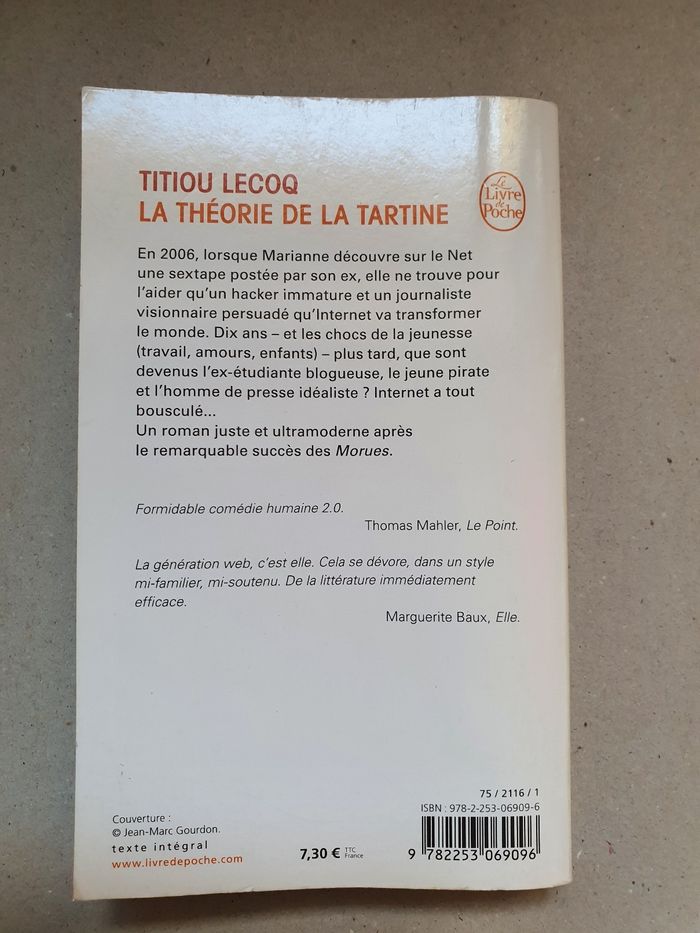 TITIOU LECOQ
LA THÉORIE DE LA TARTINE
Le
Livre
de
Poche
En 2006, lorsque Marianne découvre sur le Net
une sextape postée par son ex, elle ne trouve pour
l'aider qu'un hacker immature et un journaliste
visionnaire persuadé qu'Internet va transformer
le monde. Dix ans – et les chocs de la jeunesse
(travail, amours, enfants) – plus tard, que sont
devenus l'ex-étudiante blogueuse, le jeune pirate
et l'homme de presse idéaliste ? Internet a tout
bousculé...
Un roman juste et ultramoderne après
le remarquable succès des Morues.
Formidable comédie humaine 2.0.
Thomas Mahler, Le Point.
La génération web, c'est elle. Cela se dévore, dans un style
mi-familier, mi-soutenu. De la littérature immédiatement
efficace.
Marguerite Baux, Elle.
Couverture :
© Jean-Marc Gourdon.
texte intégral
www.livredepoche.com
7,30 € TTC
France
75 / 2116 / 1
ISBN : 978-2-253-06909-6
9 782253 069096